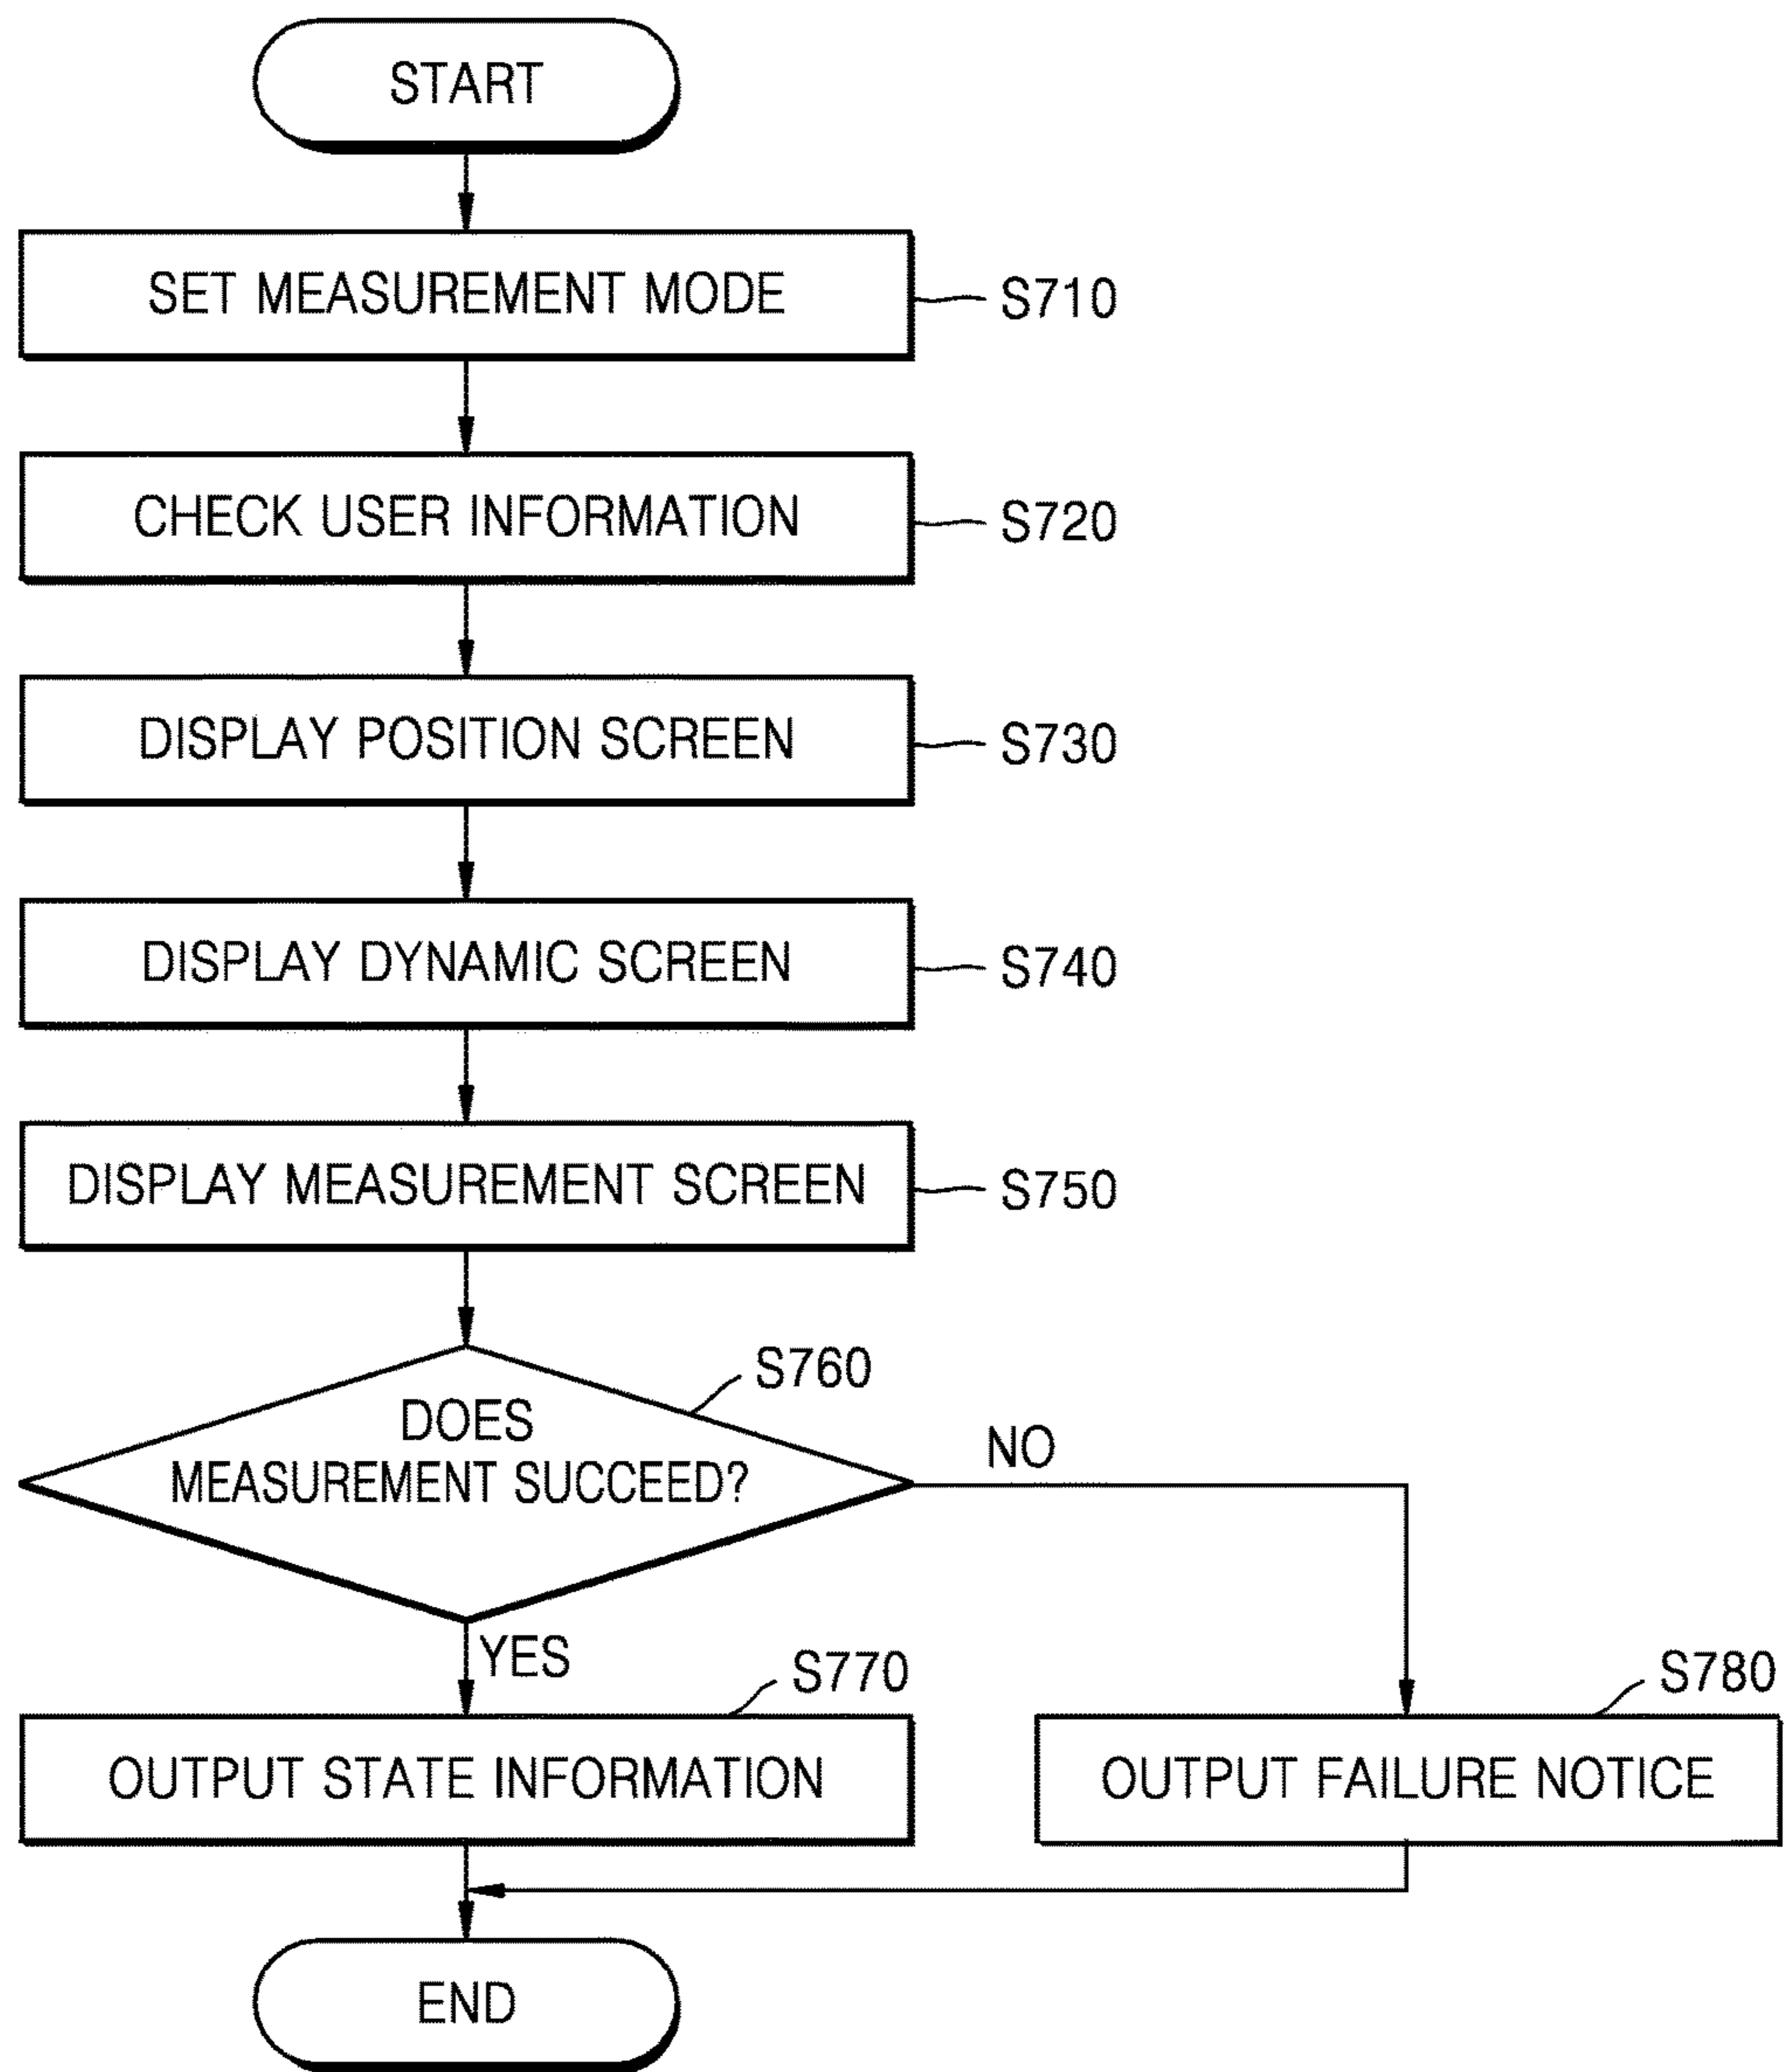 START
SET MEASUREMENT MODE
S710
CHECK USER INFORMATION
S720
DISPLAY POSITION SCREEN
S730
DISPLAY DYNAMIC SCREEN
S740
DISPLAY MEASUREMENT SCREEN
S750
S760
DOES
MEASUREMENT SUCCEED?
NO
YES
S770
OUTPUT STATE INFORMATION
S780
OUTPUT FAILURE NOTICE
END